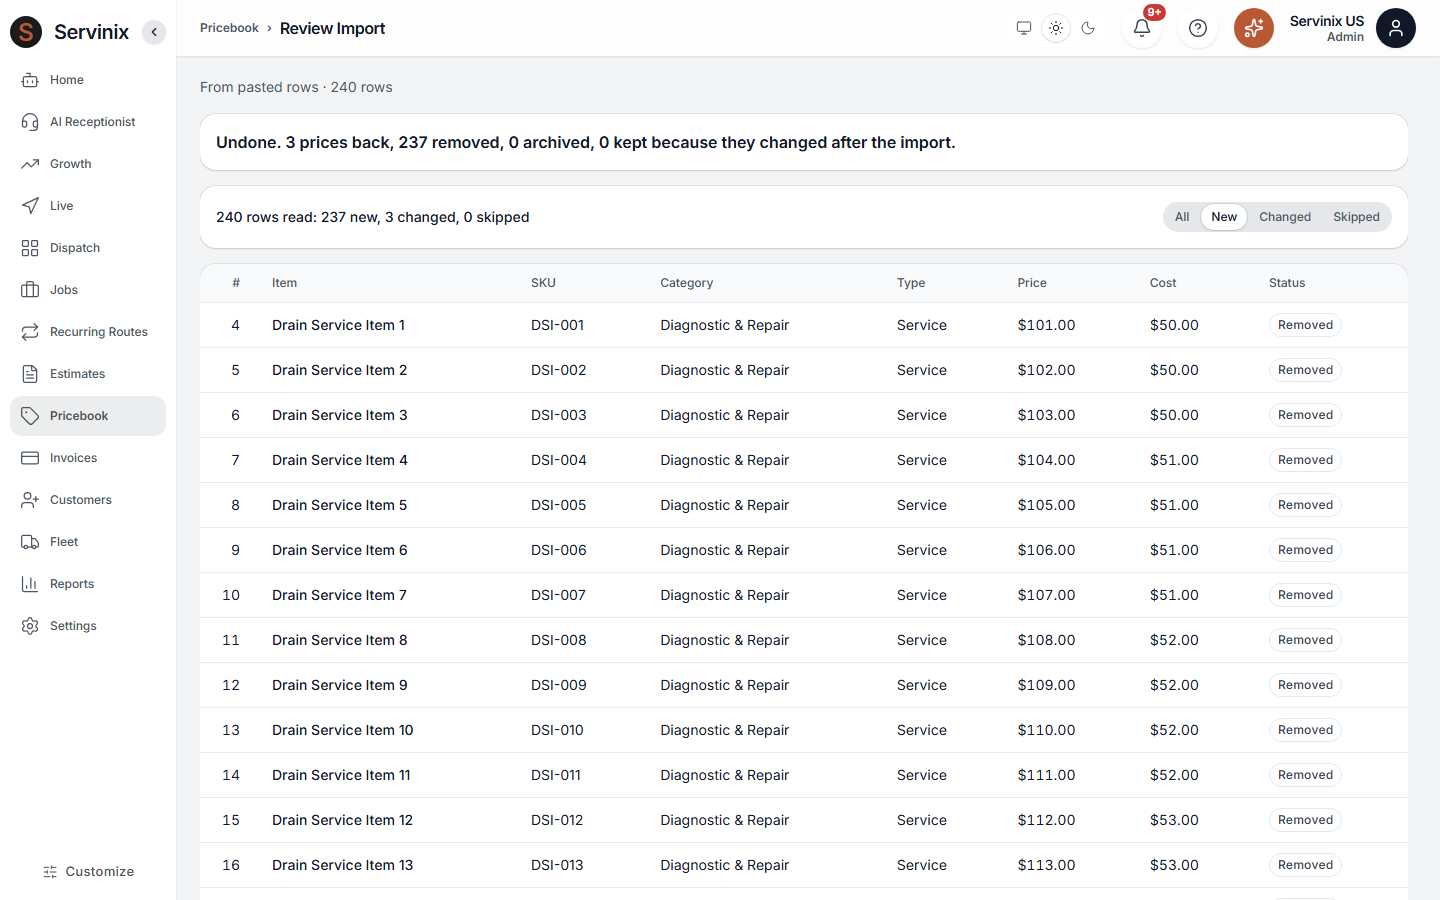 S Servinix
Home
AI Receptionist
Growth
Live
Dispatch
Jobs
Recurring Routes
Estimates
Pricebook
Invoices
Customers
Fleet
Reports
Settings
Customize
Pricebook › Review Import
9+
Servinix US
Admin
From pasted rows · 240 rows
Undone. 3 prices back, 237 removed, 0 archived, 0 kept because they changed after the import.
240 rows read: 237 new, 3 changed, 0 skipped
All New Changed Skipped
# Item SKU Category Type Price Cost Status
4 Drain Service Item 1 DSI-001 Diagnostic & Repair Service $101.00 $50.00 Removed
5 Drain Service Item 2 DSI-002 Diagnostic & Repair Service $102.00 $50.00 Removed
6 Drain Service Item 3 DSI-003 Diagnostic & Repair Service $103.00 $50.00 Removed
7 Drain Service Item 4 DSI-004 Diagnostic & Repair Service $104.00 $51.00 Removed
8 Drain Service Item 5 DSI-005 Diagnostic & Repair Service $105.00 $51.00 Removed
9 Drain Service Item 6 DSI-006 Diagnostic & Repair Service $106.00 $51.00 Removed
10 Drain Service Item 7 DSI-007 Diagnostic & Repair Service $107.00 $51.00 Removed
11 Drain Service Item 8 DSI-008 Diagnostic & Repair Service $108.00 $52.00 Removed
12 Drain Service Item 9 DSI-009 Diagnostic & Repair Service $109.00 $52.00 Removed
13 Drain Service Item 10 DSI-010 Diagnostic & Repair Service $110.00 $52.00 Removed
14 Drain Service Item 11 DSI-011 Diagnostic & Repair Service $111.00 $52.00 Removed
15 Drain Service Item 12 DSI-012 Diagnostic & Repair Service $112.00 $53.00 Removed
16 Drain Service Item 13 DSI-013 Diagnostic & Repair Service $113.00 $53.00 Removed